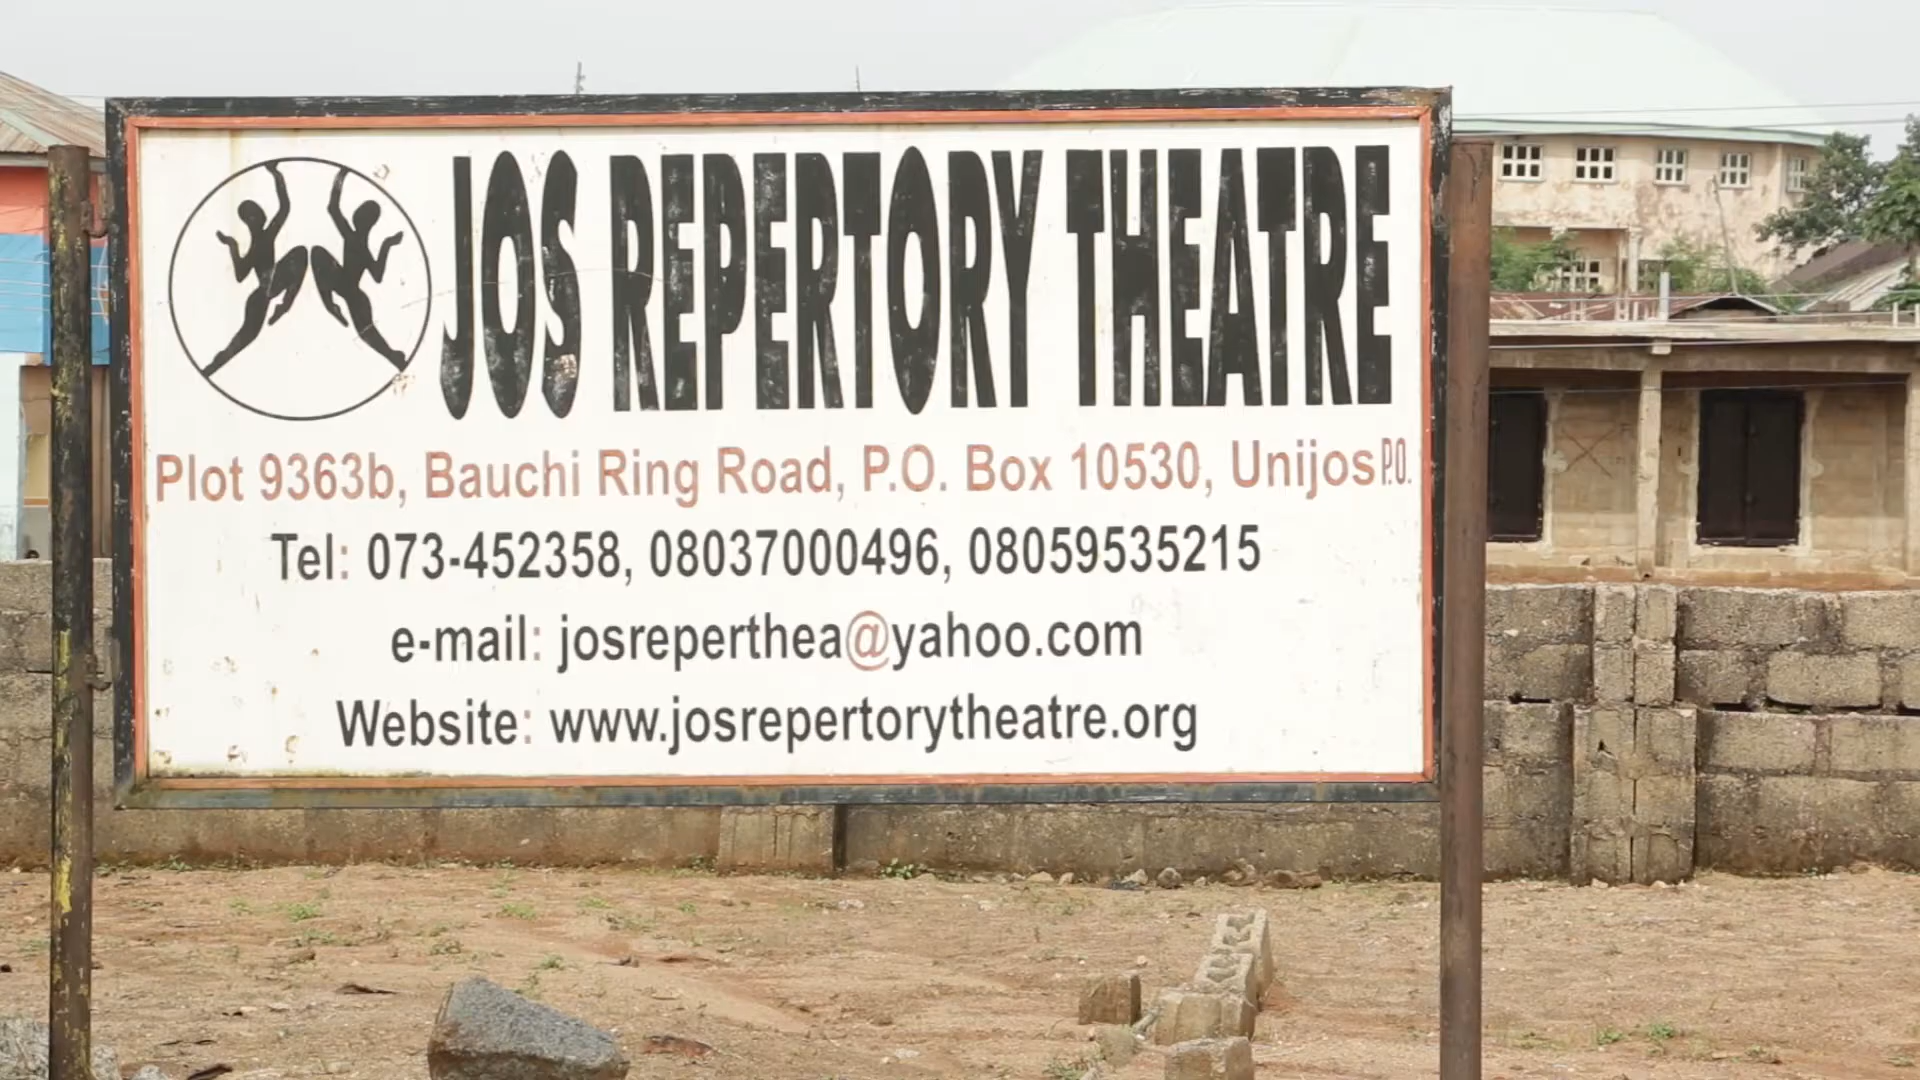 JOS REPERTORY THEATRE
Plot 9363b, Bauchi Ring Road, P.O. Box 10530, Unijos P.O.
Tel: 073-452358, 08037000496, 08059535215
e-mail: josreperthea@yahoo.com
Website: www.josrepertorytheatre.org